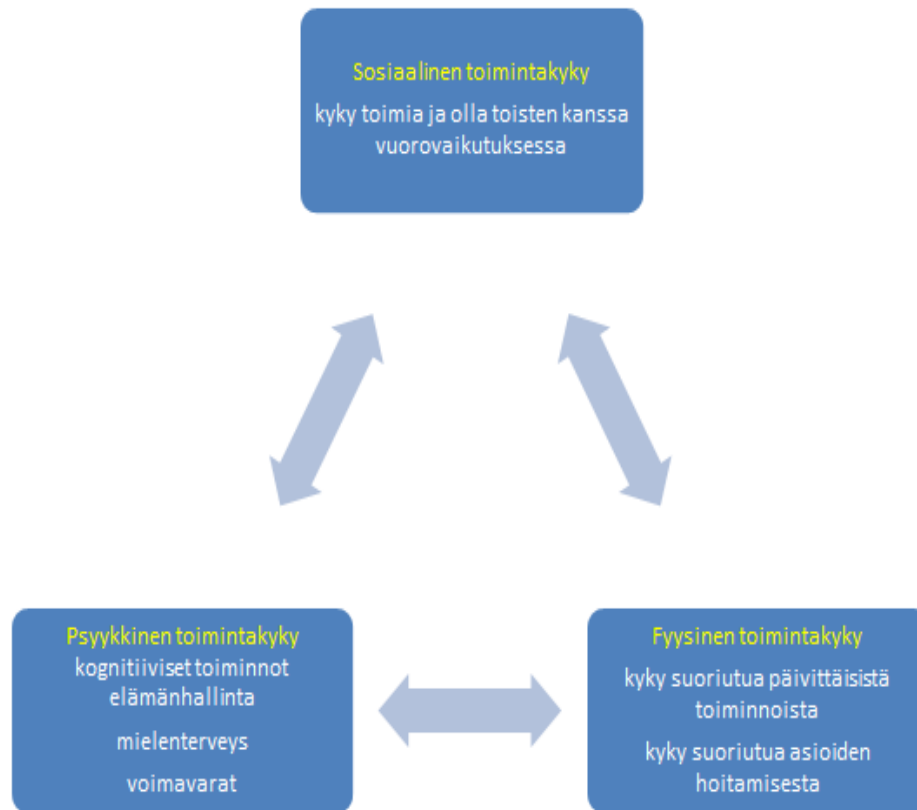 Sosiaalinen toimintakyky
kyky toimia ja olla toisten kanssa
vuorovaikutuksessa
Psyykkinen toimintakyky
kognitiiviset toiminnot
elämänhallinta
mielenterveys
voimavarat
Fyysinen toimintakyky
kyky suoriutua päivittäisistä
toiminnoista
kyky suoriutua asioiden
hoitamisesta